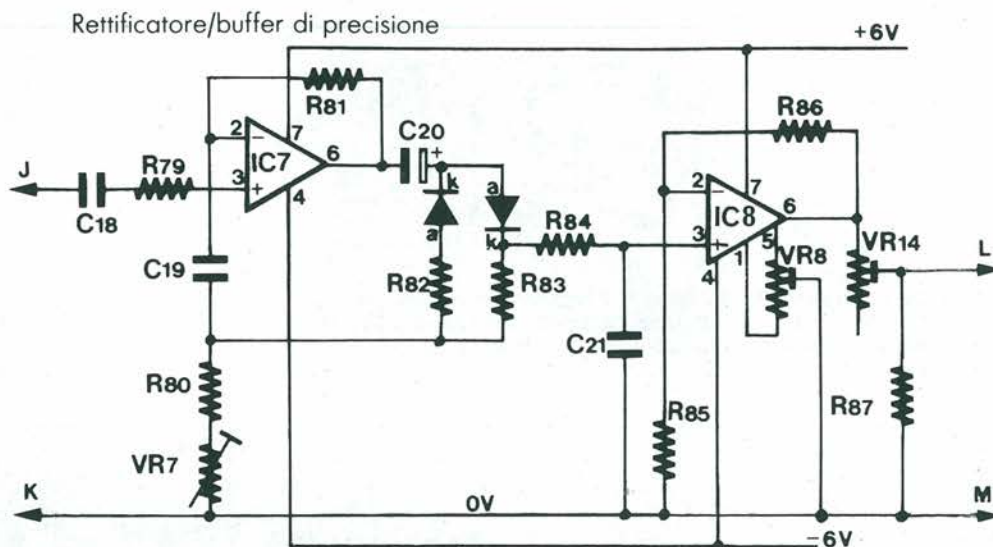 Rettificatore/buffer di precisione
+6V
R81
R86
2
7
C20
+
J
R79
IC7
6
k
a
2
7
3
+
4
R84
IC8
6
C18
a
k
3
+
5
VR8
VR14
L
4
1
C19
R82
R83
C21
R80
R85
R87
VR7
K
0V
M
−6V